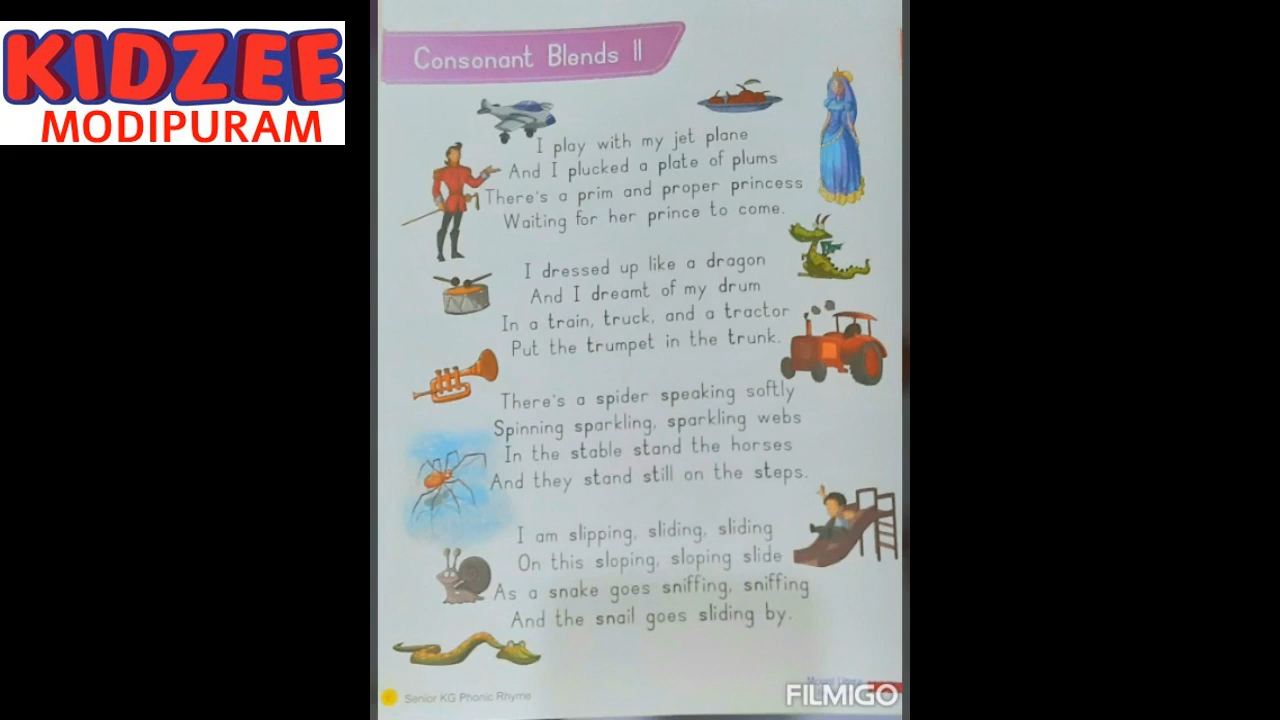 KIDZEE
MODIPURAM
Consonant Blends II
I play with my jet plane
And I plucked a plate of plums
There's a prim and proper princess
Waiting for her prince to come.
I dressed up like a dragon
And I dreamt of my drum
In a train, truck, and a tractor
Put the trumpet in the trunk.
There's a spider speaking softly
Spinning sparkling, sparkling webs
In the stable stand the horses
And they stand still on the steps.
I am slipping, sliding, sliding
On this sloping, sloping slide
As a snake goes sniffing, sniffing
And the snail goes sliding by.
Senior KG Phonic Rhyme
FILMIGO